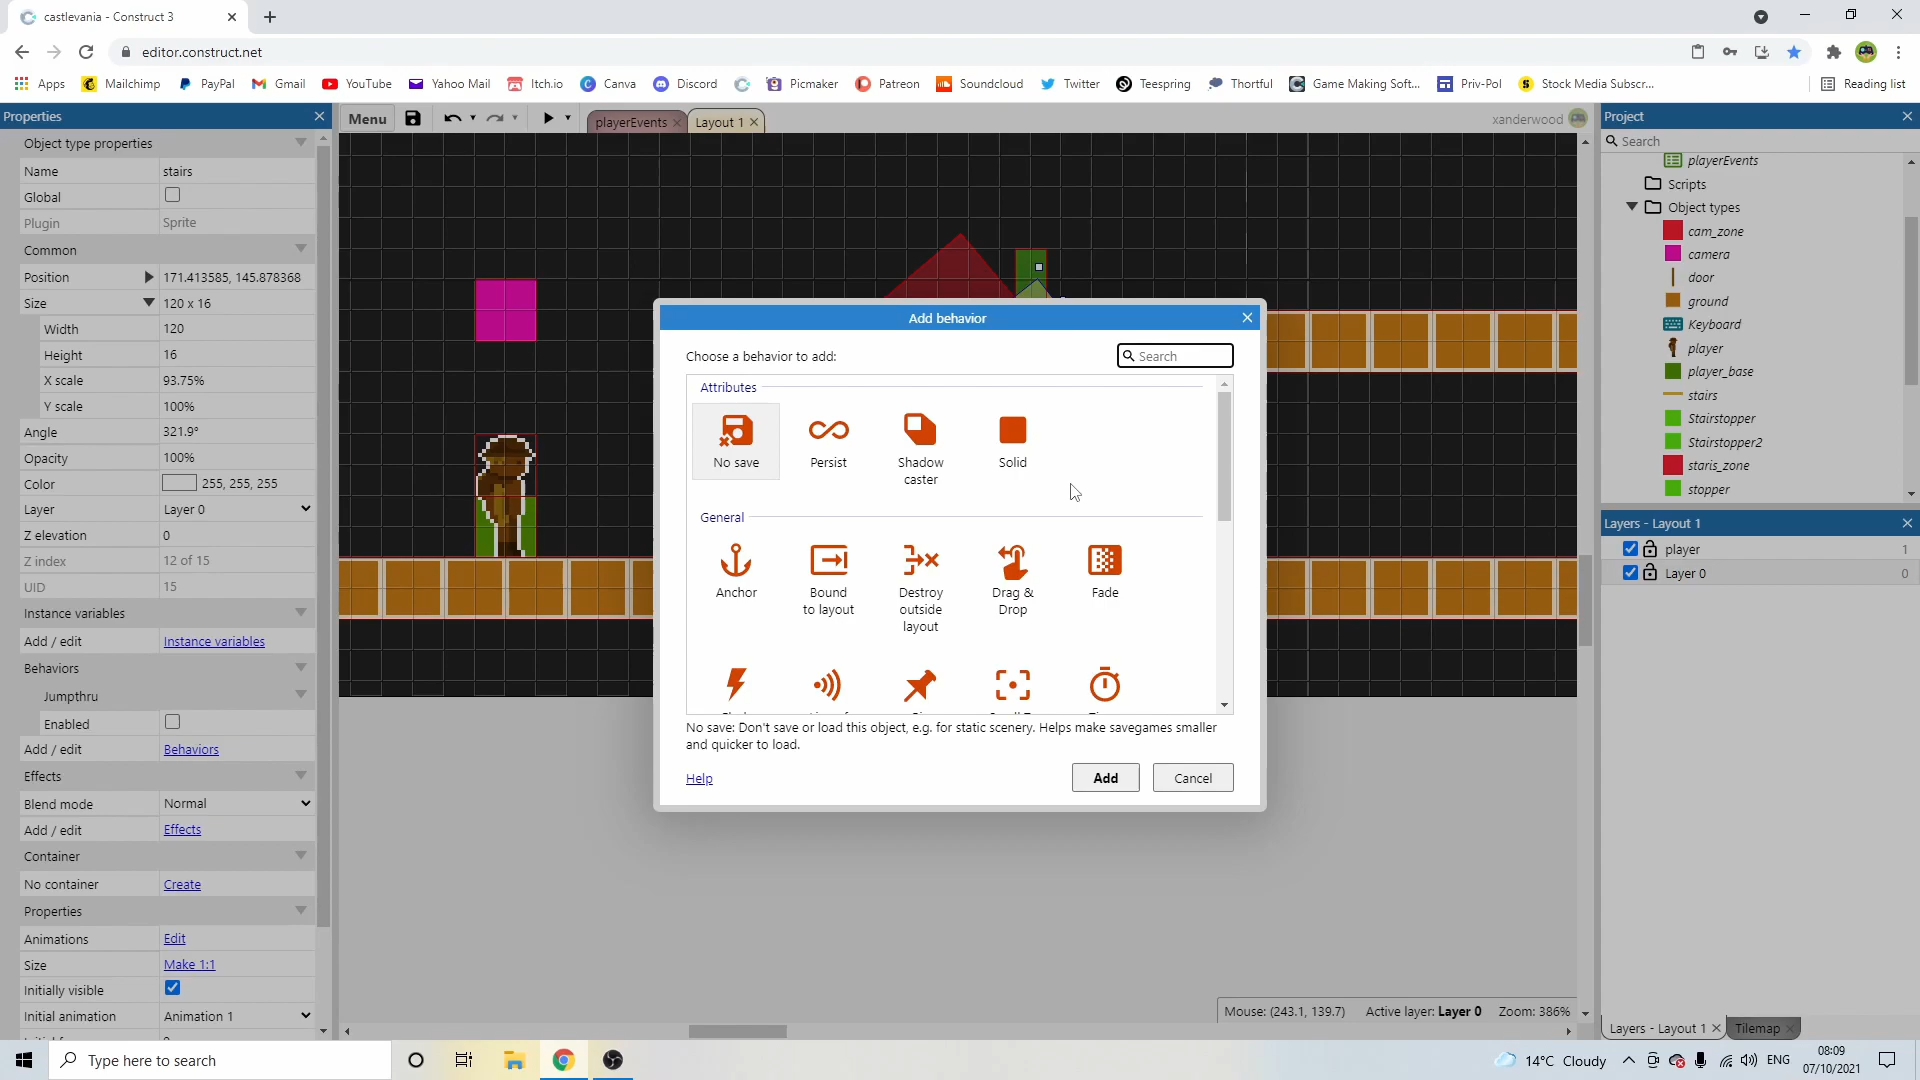 castlevania - Construct 3
editor.construct.net
Apps Mailchimp PayPal Gmail YouTube Yahoo Mail Itch.io Canva Discord Picmaker Patreon Soundcloud Twitter Teespring Thortful Game Making Soft... Priv-Pol Stock Media Subscr... Reading list
Properties
Object type properties
Name stairs
Global
Plugin Sprite
Common
Position 171.413585, 145.878368
Size 120 x 16
Width 120
Height 16
X scale 93.75%
Y scale 100%
Angle 321.9°
Opacity 100%
Color 255, 255, 255
Layer Layer 0
Z elevation 0
Z index 12 of 15
UID 15
Instance variables
Add / edit Instance variables
Behaviors
Jumpthru
Enabled
Add / edit Behaviors
Effects
Blend mode Normal
Add / edit Effects
Container
No container Create
Properties
Animations Edit
Size Make 1:1
Initially visible
Initial animation Animation 1
Menu
playerEvents
Layout 1
xanderwood
Add behavior
Choose a behavior to add:
Search
Attributes
No save
Persist
Shadow
caster
Solid
General
Anchor
Bound
to layout
Destroy
outside
layout
Drag &
Drop
Fade
No save: Don't save or load this object, e.g. for static scenery. Helps make savegames smaller
and quicker to load.
Help
Add
Cancel
Mouse: (243.1, 139.7) Active layer: Layer 0 Zoom: 386%
Project
Search
playerEvents
Scripts
Object types
cam_zone
camera
door
ground
Keyboard
player
player_base
stairs
Stairstopper
Stairstopper2
staris_zone
stopper
Layers - Layout 1
player 1
Layer 0 0
Layers - Layout 1
Tilemap
Type here to search
14°C Cloudy
ENG
08:09
07/10/2021